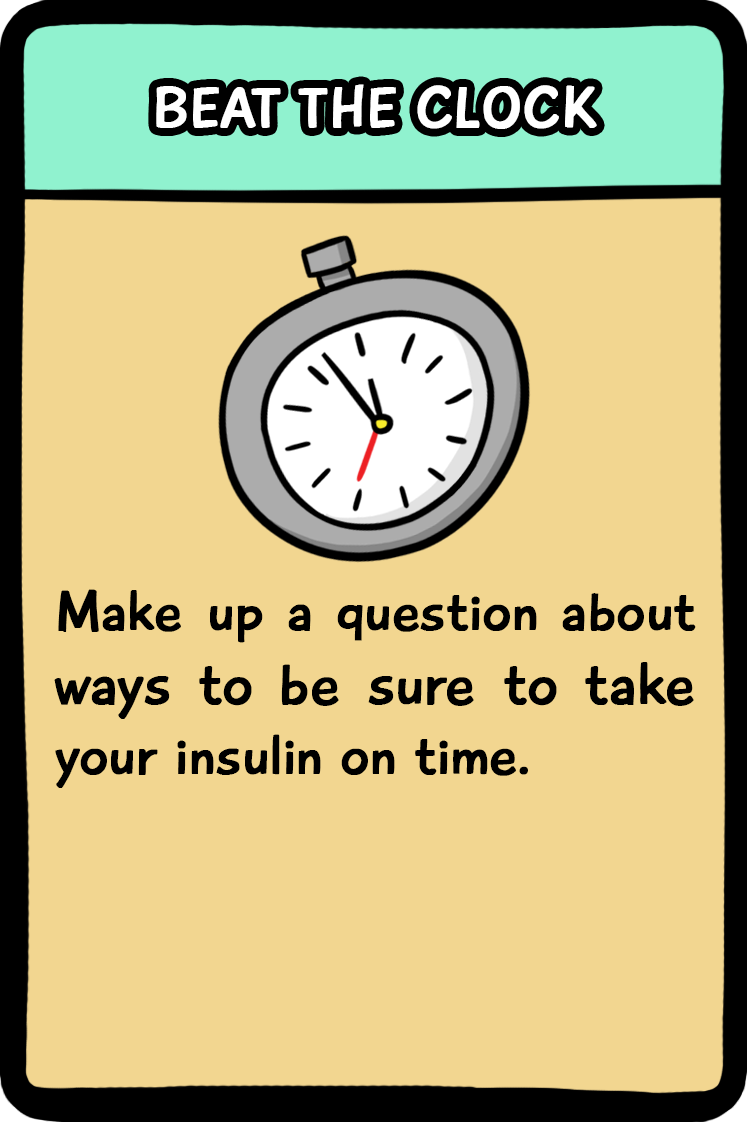 BEAT THE CLOCK
Make up a question about
ways to be sure to take
your insulin on time.